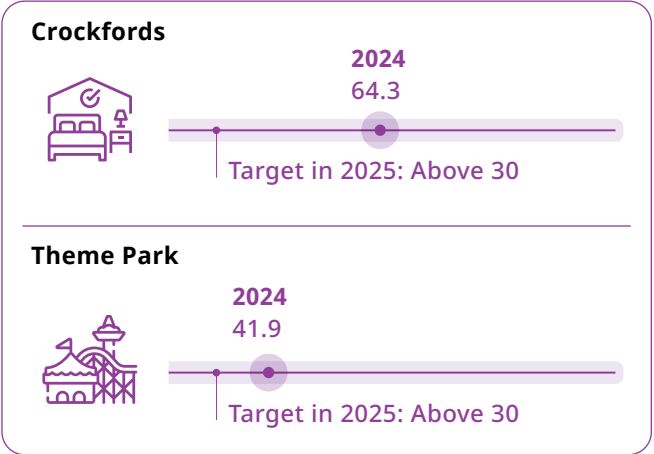 Crockfords
2024
64.3
Target in 2025: Above 30
Theme Park
2024
41.9
Target in 2025: Above 30